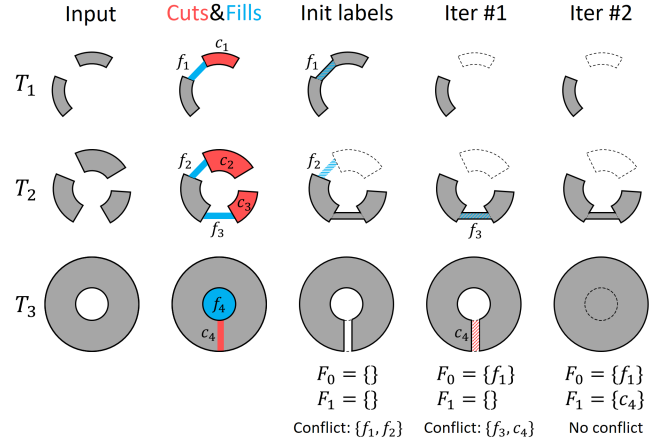 Input Cuts&Fills Init labels Iter #1 Iter #2
T₁ f₁ c₁ f₁
T₂ f₂ c₂ c₃ f₃ f₂ f₃
T₃ f₄ c₄ c₄
F₀ = {} F₀ = {f₁} F₀ = {f₁}
F₁ = {} F₁ = {} F₁ = {c₄}
Conflict: {f₁, f₂} Conflict: {f₃, c₄} No conflict